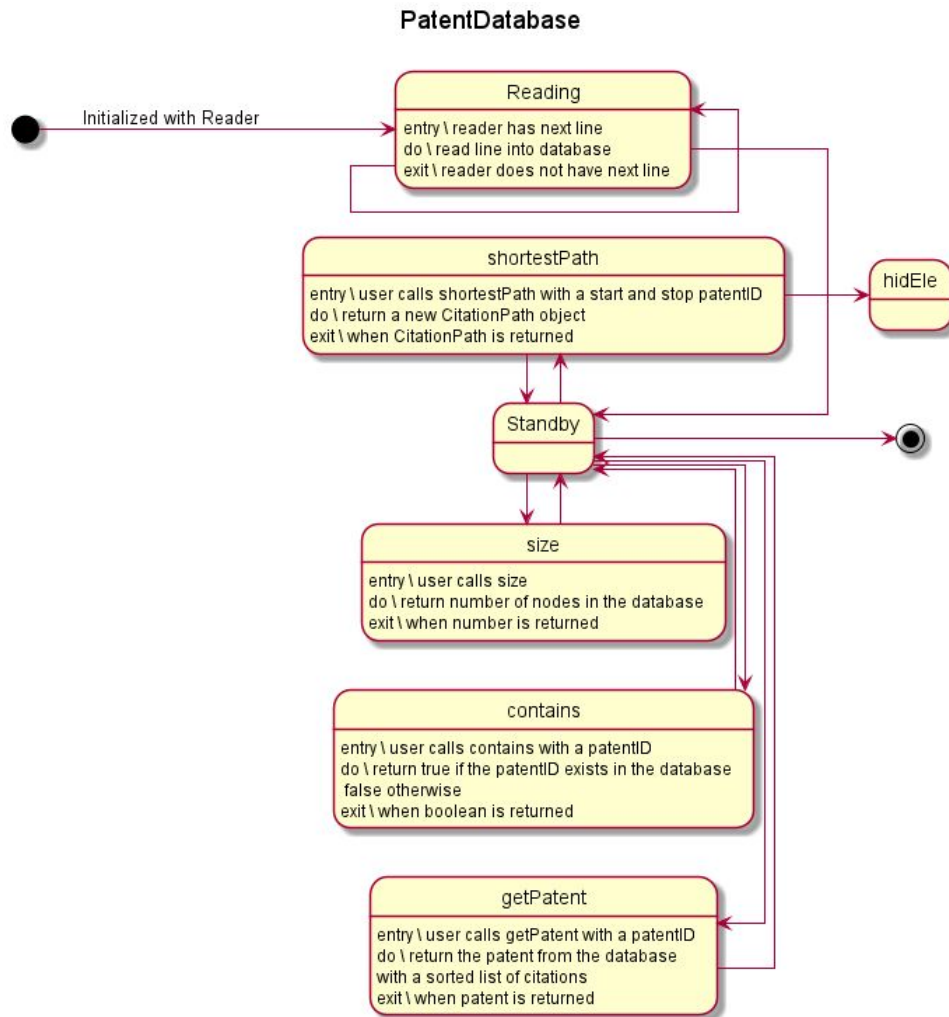 PatentDatabase
Initialized with Reader
Reading
entry \ reader has next line
do \ read line into database
exit \ reader does not have next line
shortestPath
entry \ user calls shortestPath with a start and stop patentID
do \ return a new CitationPath object
exit \ when CitationPath is returned
hidEle
Standby
size
entry \ user calls size
do \ return number of nodes in the database
exit \ when number is returned
contains
entry \ user calls contains with a patentID
do \ return true if the patentID exists in the database
false otherwise
exit \ when boolean is returned
getPatent
entry \ user calls getPatent with a patentID
do \ return the patent from the database
with a sorted list of citations
exit \ when patent is returned